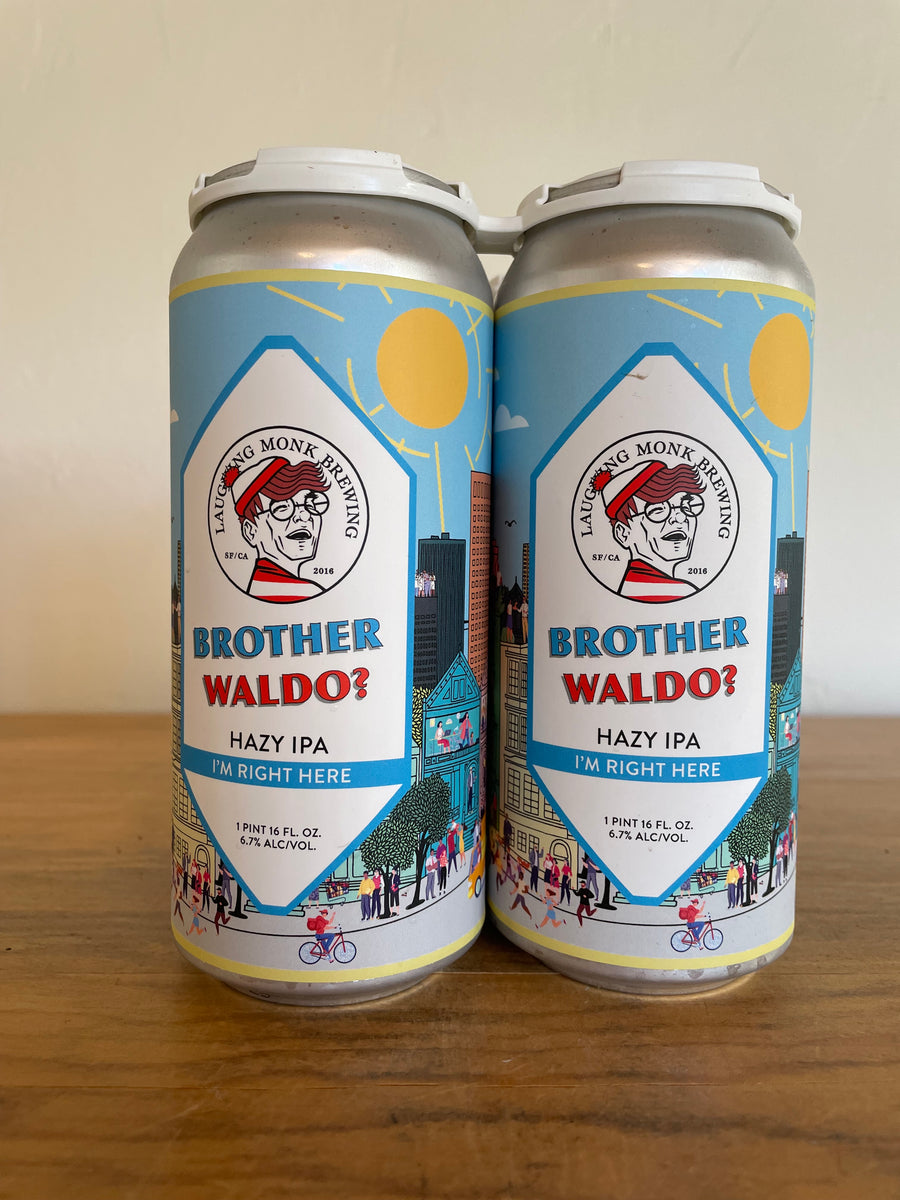 LAUGHING MONK BREWING
SF/CA
2016
BROTHER
WALDO?
HAZY IPA
I'M RIGHT HERE
1 PINT 16 FL. OZ.
6.7% ALC/VOL.
LAUGHING MONK BREWING
SF/CA
2016
BROTHER
WALDO?
HAZY IPA
I'M RIGHT HERE
1 PINT 16 FL. OZ.
6.7% ALC/VOL.